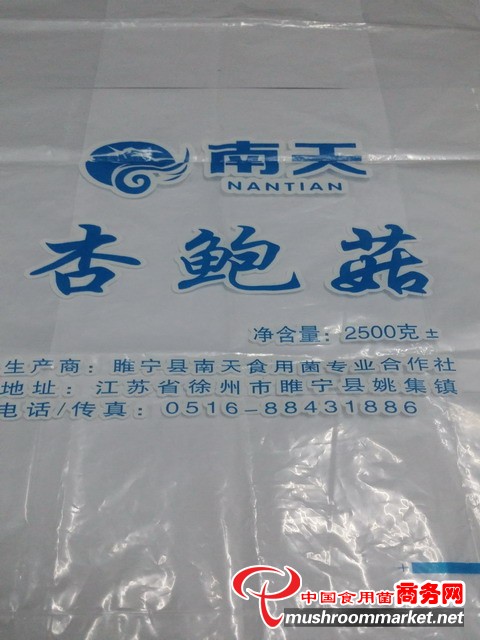 南天
NANTIAN
杏鲍菇
净含量：2500克±
生产商：睢宁县南天食用菌专业合作社
地址：江苏省徐州市睢宁县姚集镇
电话/传真：0516-88431886
中国食用菌商务网
mushroommarket.net